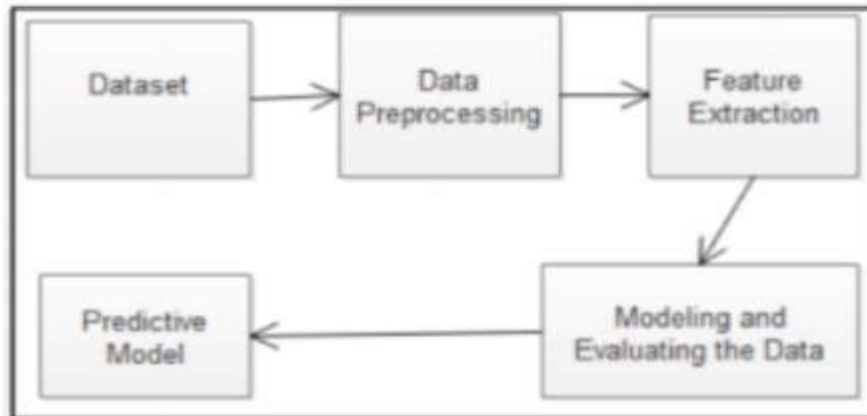 Dataset
Data
Preprocessing
Feature
Extraction
Modeling and
Evaluating the Data
Predictive
Model